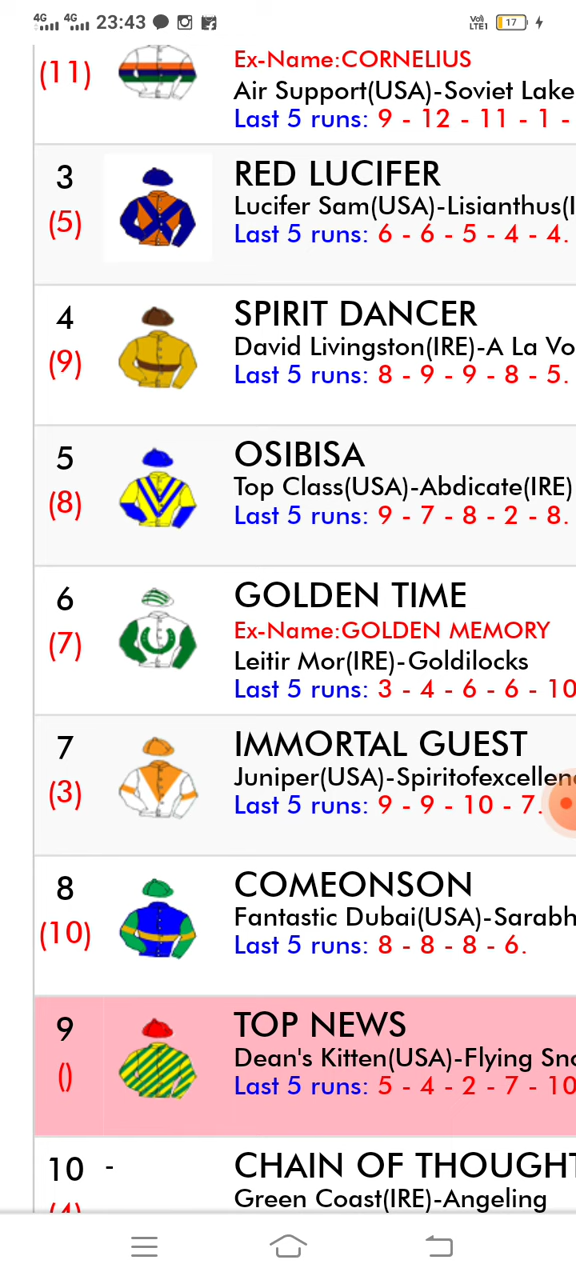 4G 4G 23:43 Vo) LTE1 17
(11) Ex-Name:CORNELIUS
Air Support(USA)-Soviet Lake
Last 5 runs: 9 - 12 - 11 - 1 -
3 RED LUCIFER
(5) Lucifer Sam(USA)-Lisianthus(I
Last 5 runs: 6 - 6 - 5 - 4 - 4.
4 SPIRIT DANCER
(9) David Livingston(IRE)-A La Vo
Last 5 runs: 8 - 9 - 9 - 8 - 5.
5 OSIBISA
(8) Top Class(USA)-Abdicate(IRE)
Last 5 runs: 9 - 7 - 8 - 2 - 8.
6 GOLDEN TIME
(7) Ex-Name:GOLDEN MEMORY
Leitir Mor(IRE)-Goldilocks
Last 5 runs: 3 - 4 - 6 - 6 - 10
7 IMMORTAL GUEST
(3) Juniper(USA)-Spiritofexcellen
Last 5 runs: 9 - 9 - 10 - 7.
8 COMEONSON
(10) Fantastic Dubai(USA)-Sarabh
Last 5 runs: 8 - 8 - 8 - 6.
9 TOP NEWS
() Dean's Kitten(USA)-Flying Sno
Last 5 runs: 5 - 4 - 2 - 7 - 10
10 - CHAIN OF THOUGHT
(4) Green Coast(IRE)-Angeling